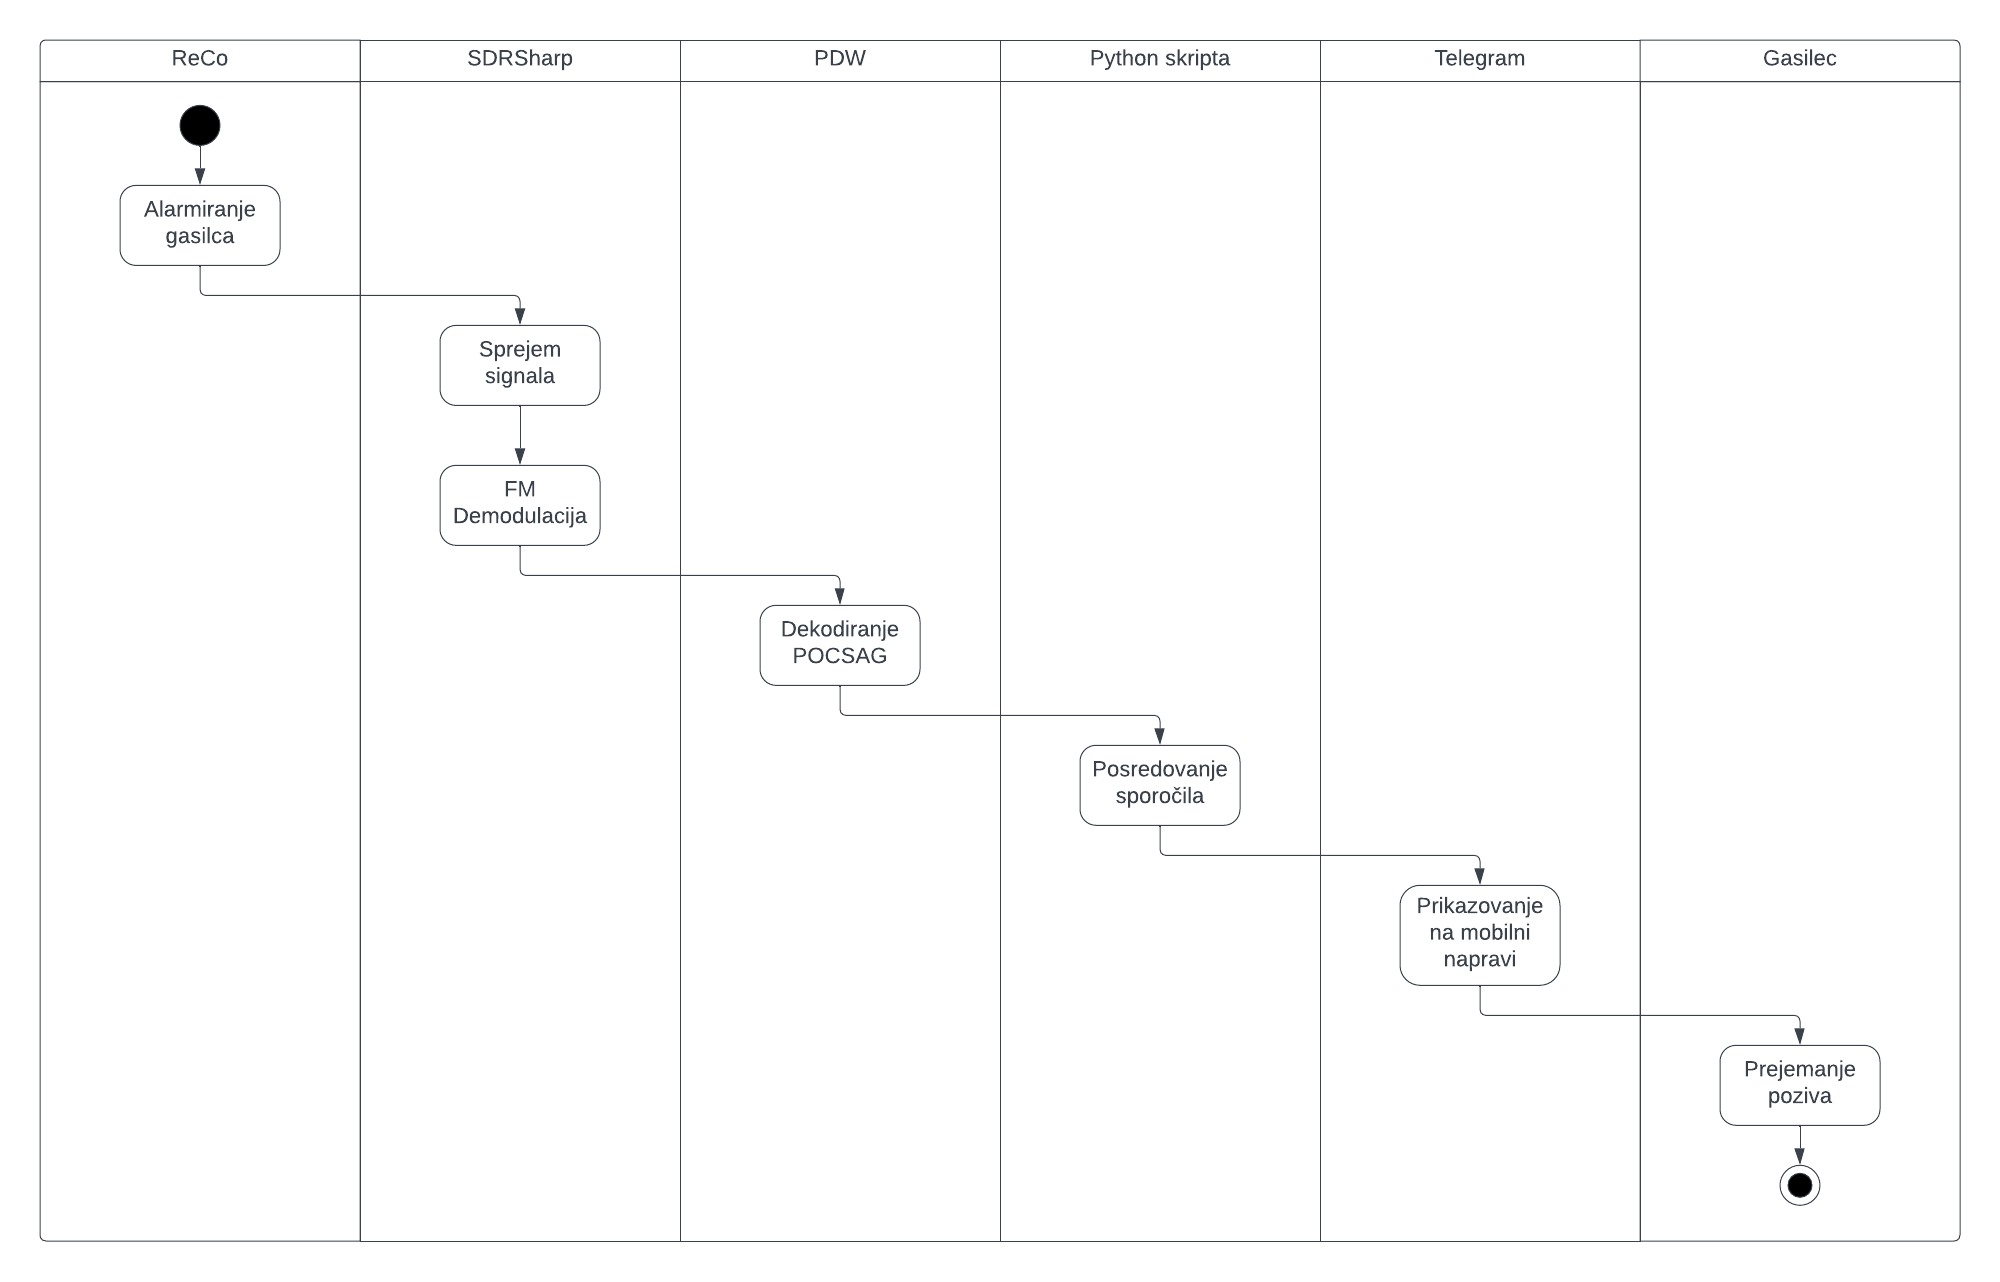 ReCo
SDRSharp
PDW
Python skripta
Telegram
Gasilec
Alarmiranje
gasilca
Sprejem
signala
FM
Demodulacija
Dekodiranje
POCSAG
Posredovanje
sporočila
Prikazovanje
na mobilni
napravi
Prejemanje
poziva